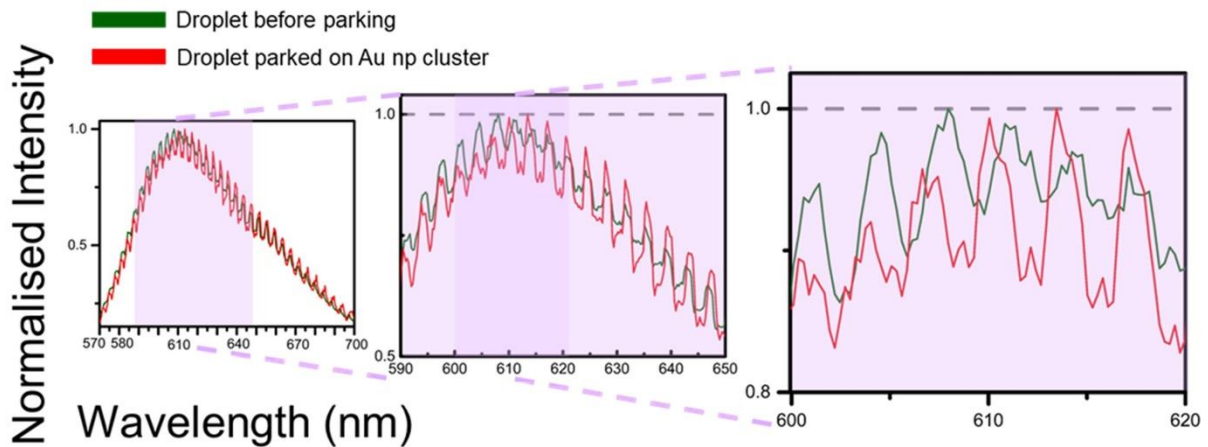 Droplet before parking
Droplet parked on Au np cluster
Normalised Intensity
1.0
0.5
570 580 610 640 670 700
1.0
0.5
590 600 610 620 630 640 650
1.0
0.8
600 610 620
Wavelength (nm)